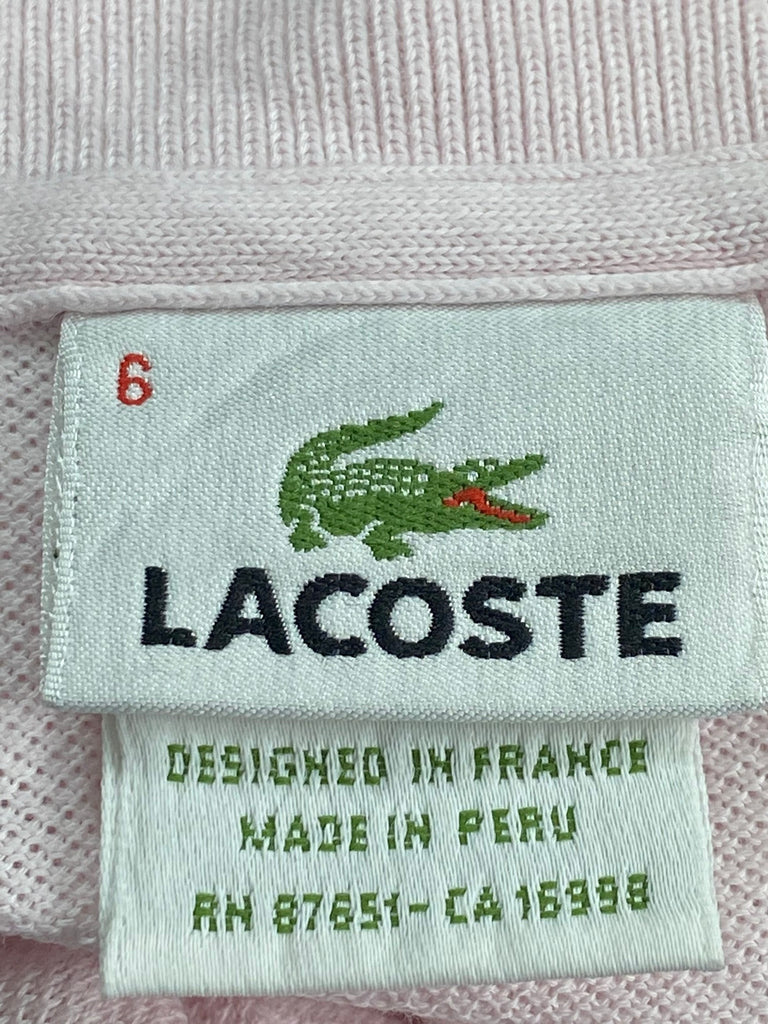 6
LACOSTE
DESIGNED IN FRANCE
MADE IN PERU
RN 87651-CA 16998